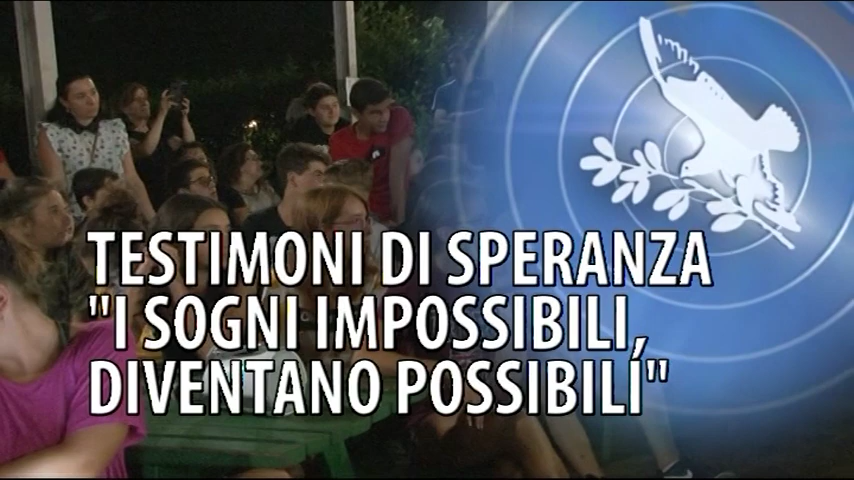 TESTIMONI DI SPERANZA
"I SOGNI IMPOSSIBILI,
DIVENTANO POSSIBILI"